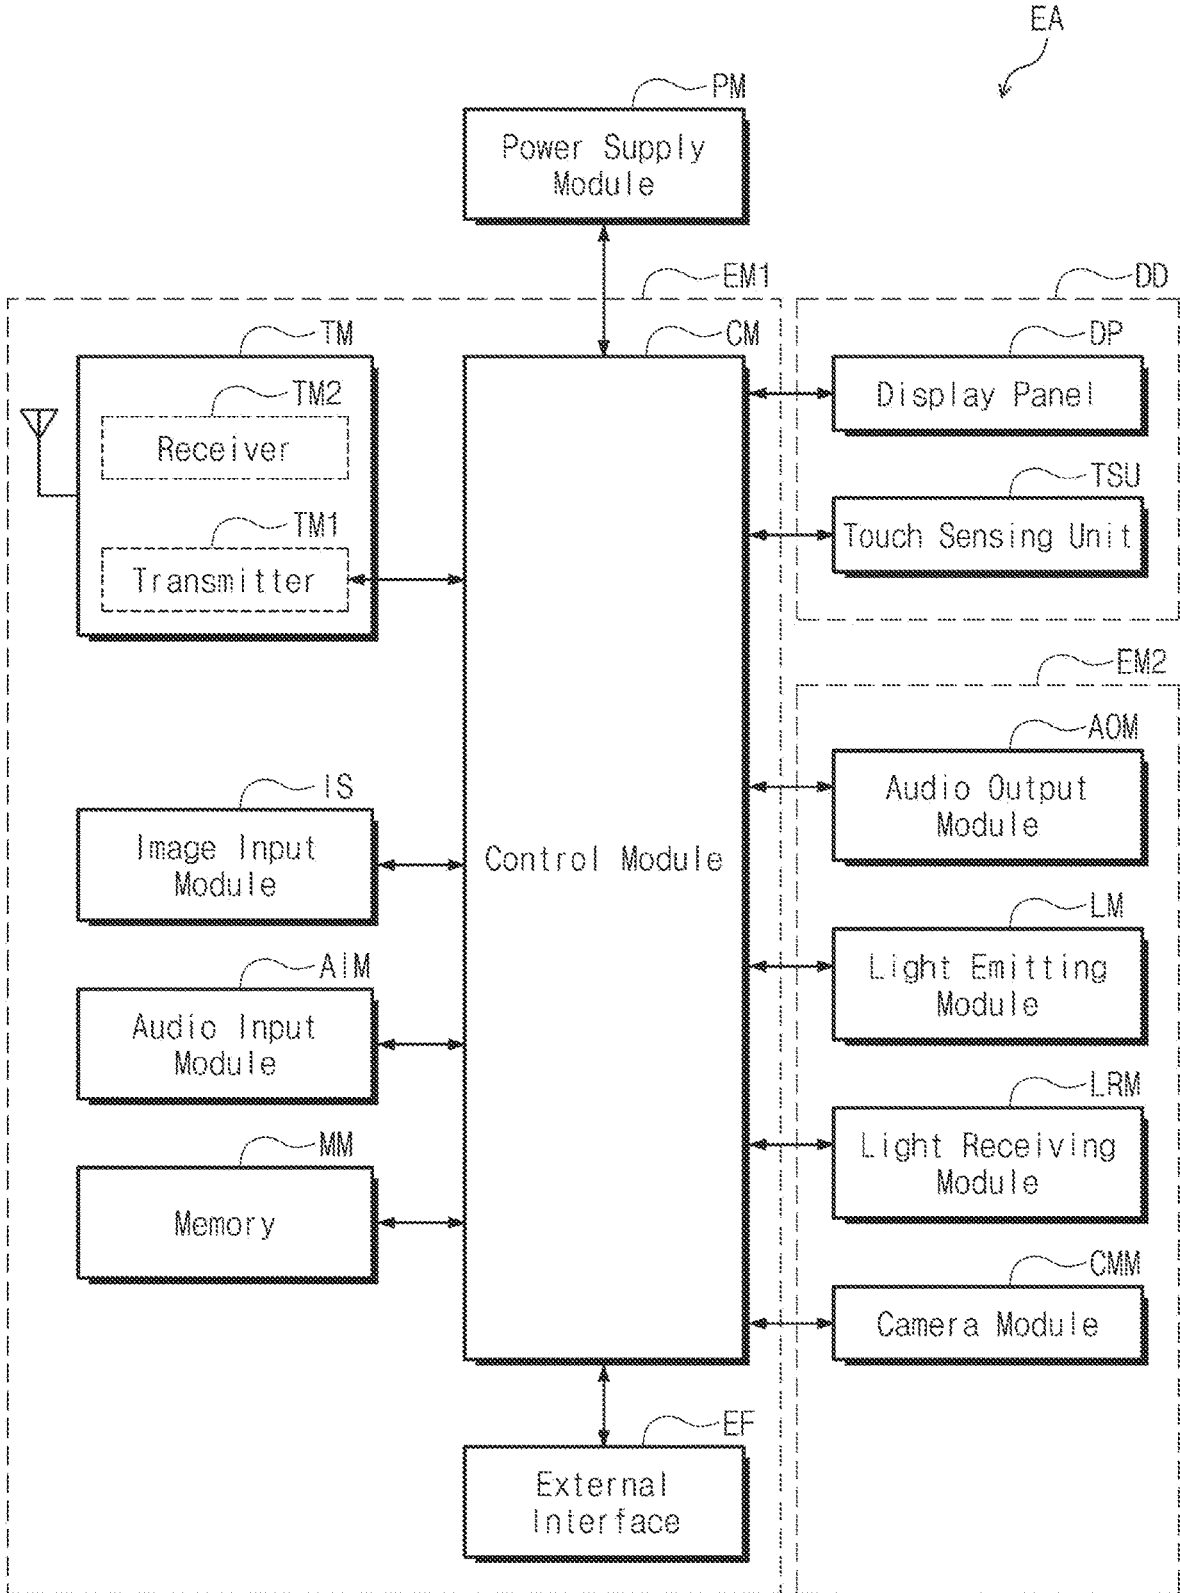 EA
PM
Power Supply
Module
EM1
DD
TM
CM
DP
TM2
Receiver
Display Panel
TSU
TM1
Transmitter
Touch Sensing Unit
EM2
AOM
IS
Audio Output
Module
Image Input
Module
Control Module
LM
AIM
Light Emitting
Module
Audio Input
Module
LRM
MM
Light Receiving
Module
Memory
CMM
Camera Module
EF
External
Interface